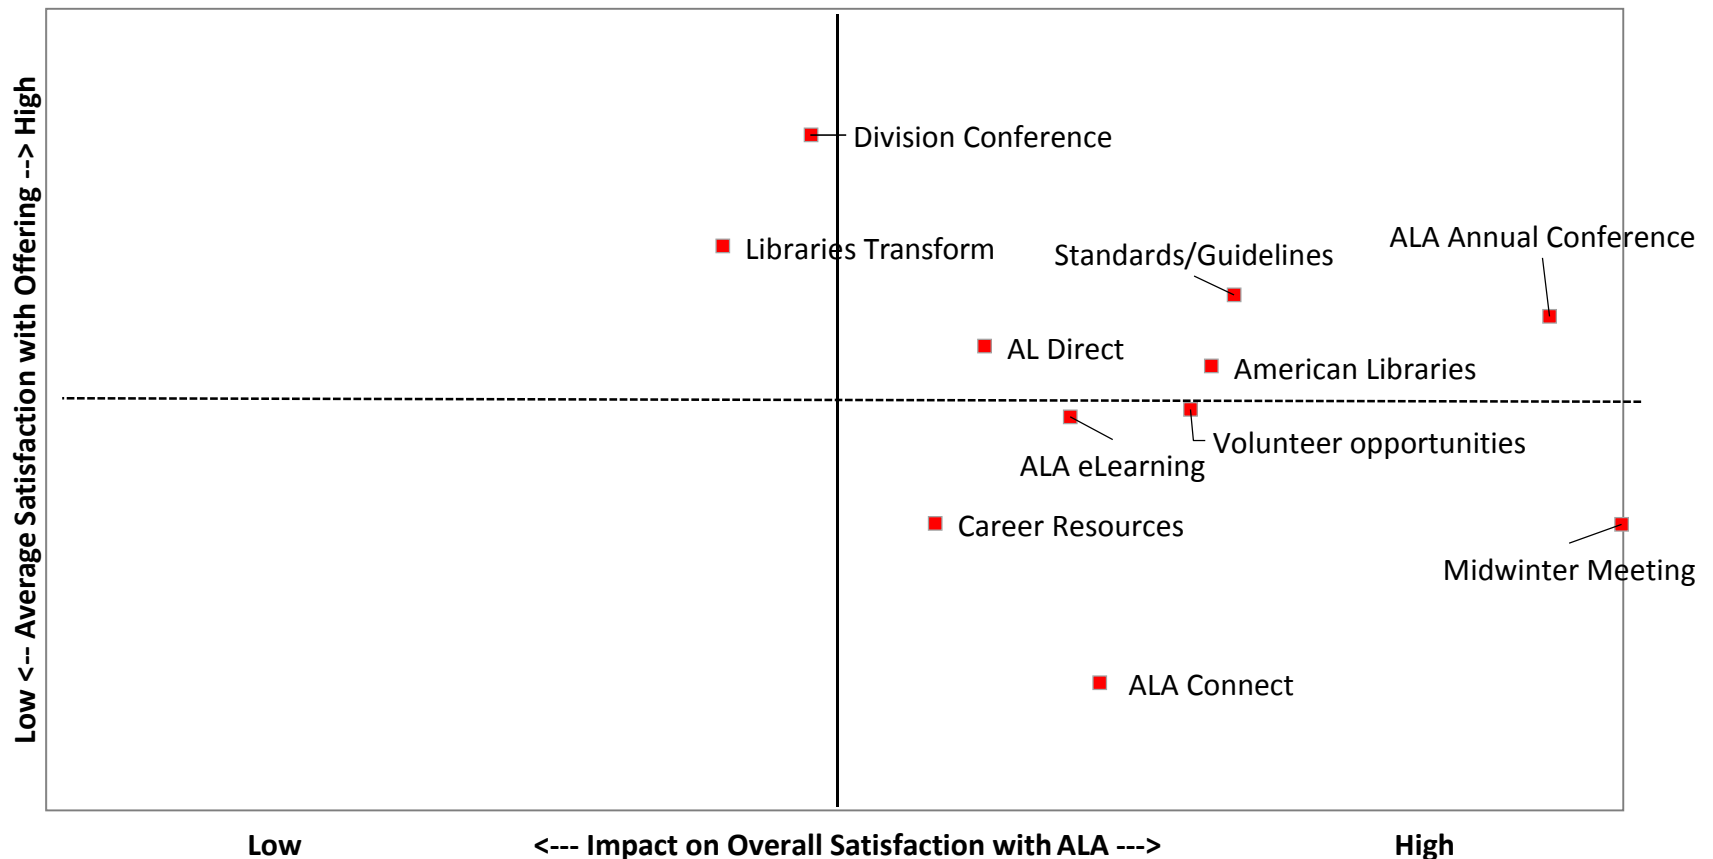 Low <-- Average Satisfaction with Offering --> High
Division Conference
Libraries Transform
Standards/Guidelines
ALA Annual Conference
AL Direct
American Libraries
Volunteer opportunities
ALA eLearning
Career Resources
Midwinter Meeting
ALA Connect
Low <--- Impact on Overall Satisfaction with ALA ---> High